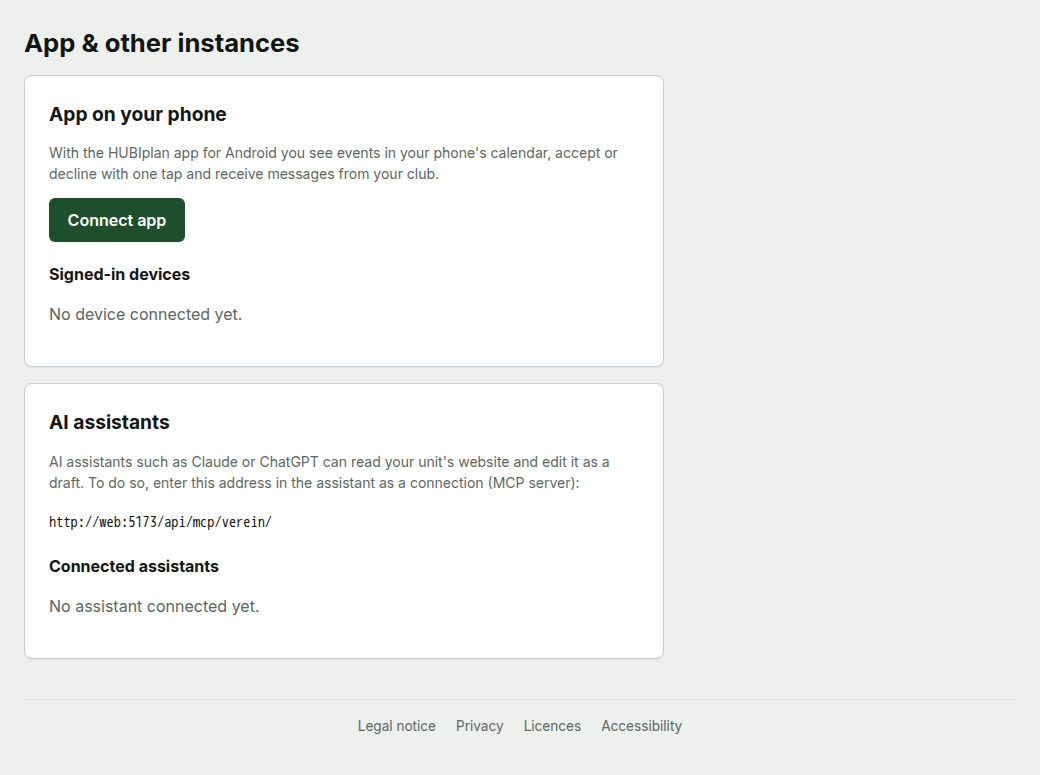 App & other instances
App on your phone
With the HUBIplan app for Android you see events in your phone's calendar, accept or
decline with one tap and receive messages from your club.
Connect app
Signed-in devices
No device connected yet.
AI assistants
AI assistants such as Claude or ChatGPT can read your unit's website and edit it as a
draft. To do so, enter this address in the assistant as a connection (MCP server):
http://web:5173/api/mcp/verein/
Connected assistants
No assistant connected yet.
Legal notice Privacy Licences Accessibility